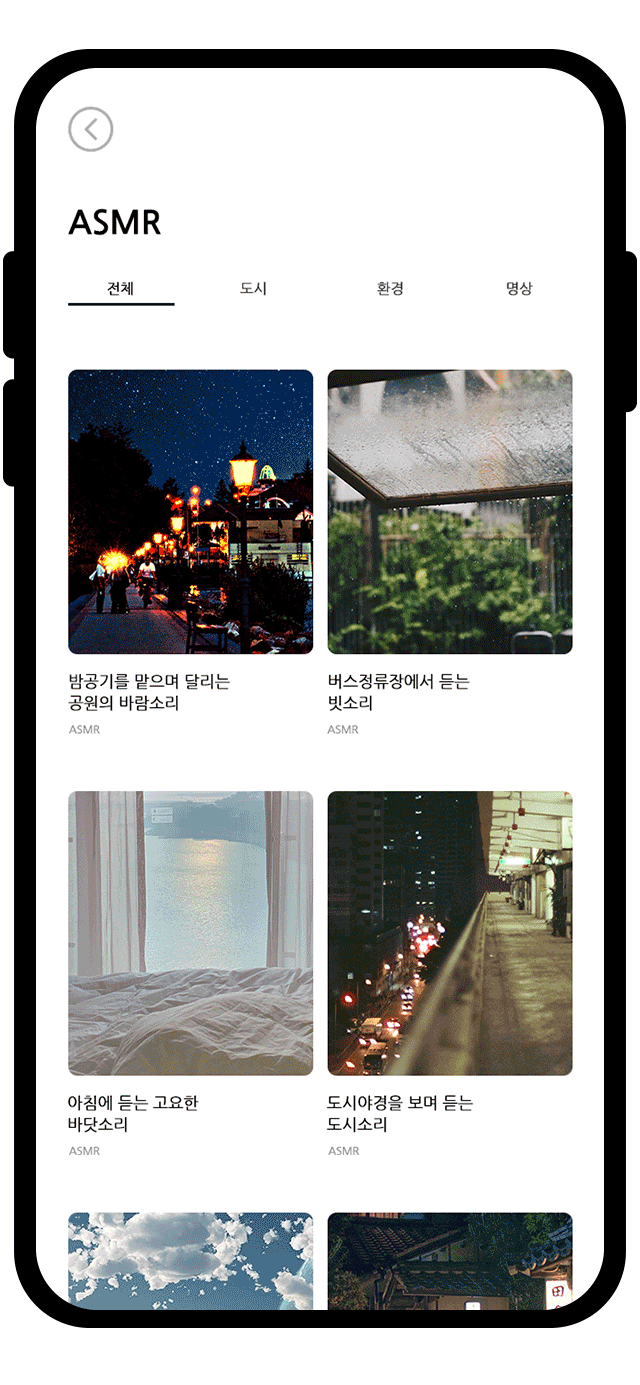 ASMR
전체 도시 환경 명상
밤공기를 맡으며 달리는
공원의 바람소리
ASMR
버스정류장에서 듣는
빗소리
ASMR
아침에 듣는 고요한
바닷소리
ASMR
도시야경을 보며 듣는
도시소리
ASMR
田